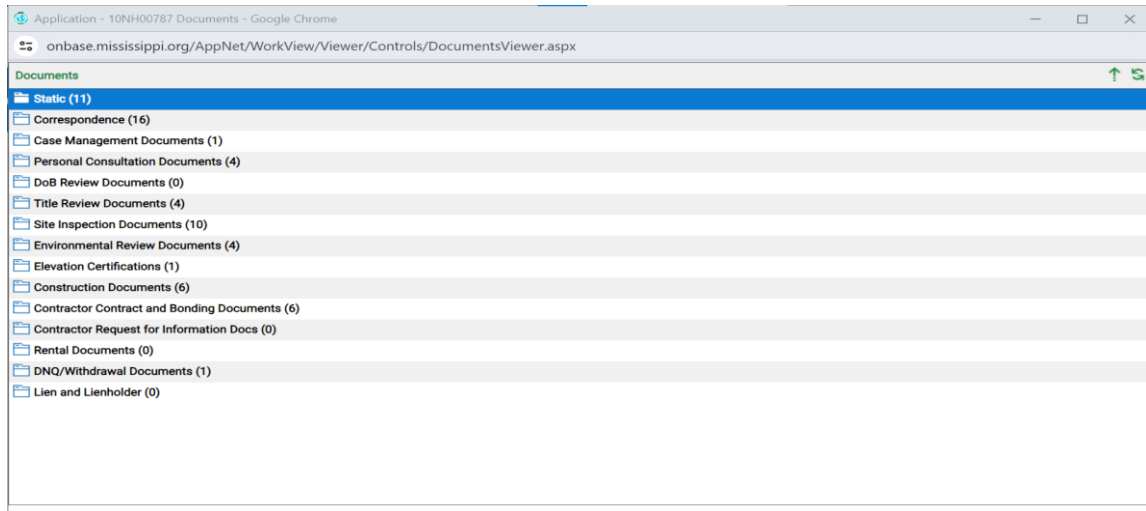 Application - 10NH00787 Documents - Google Chrome
onbase.mississippi.org/AppNet/WorkView/Viewer/Controls/DocumentsViewer.aspx
Documents
Static (11)
Correspondence (16)
Case Management Documents (1)
Personal Consultation Documents (4)
DoB Review Documents (0)
Title Review Documents (4)
Site Inspection Documents (10)
Environmental Review Documents (4)
Elevation Certifications (1)
Construction Documents (6)
Contractor Contract and Bonding Documents (6)
Contractor Request for Information Docs (0)
Rental Documents (0)
DNQ/Withdrawal Documents (1)
Lien and Lienholder (0)